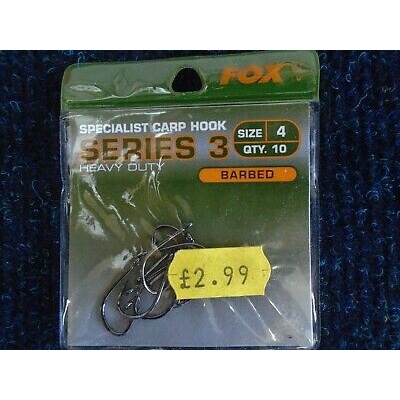 FOX
SPECIALIST CARP HOOK
SERIES 3
HEAVY DUTY
SIZE 4
QTY. 10
BARBED
£2.99